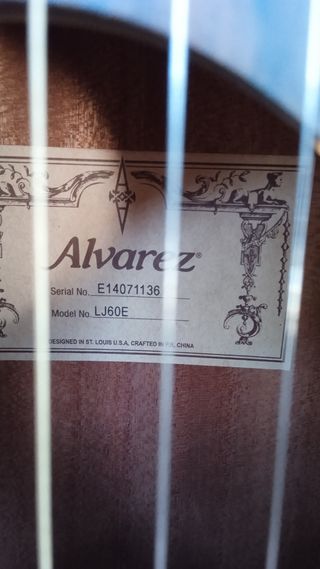 Alvarez®
Serial No. E14071136
Model No. LJ60E
DESIGNED IN ST. LOUIS U.S.A. CRAFTED IN P.R. CHINA